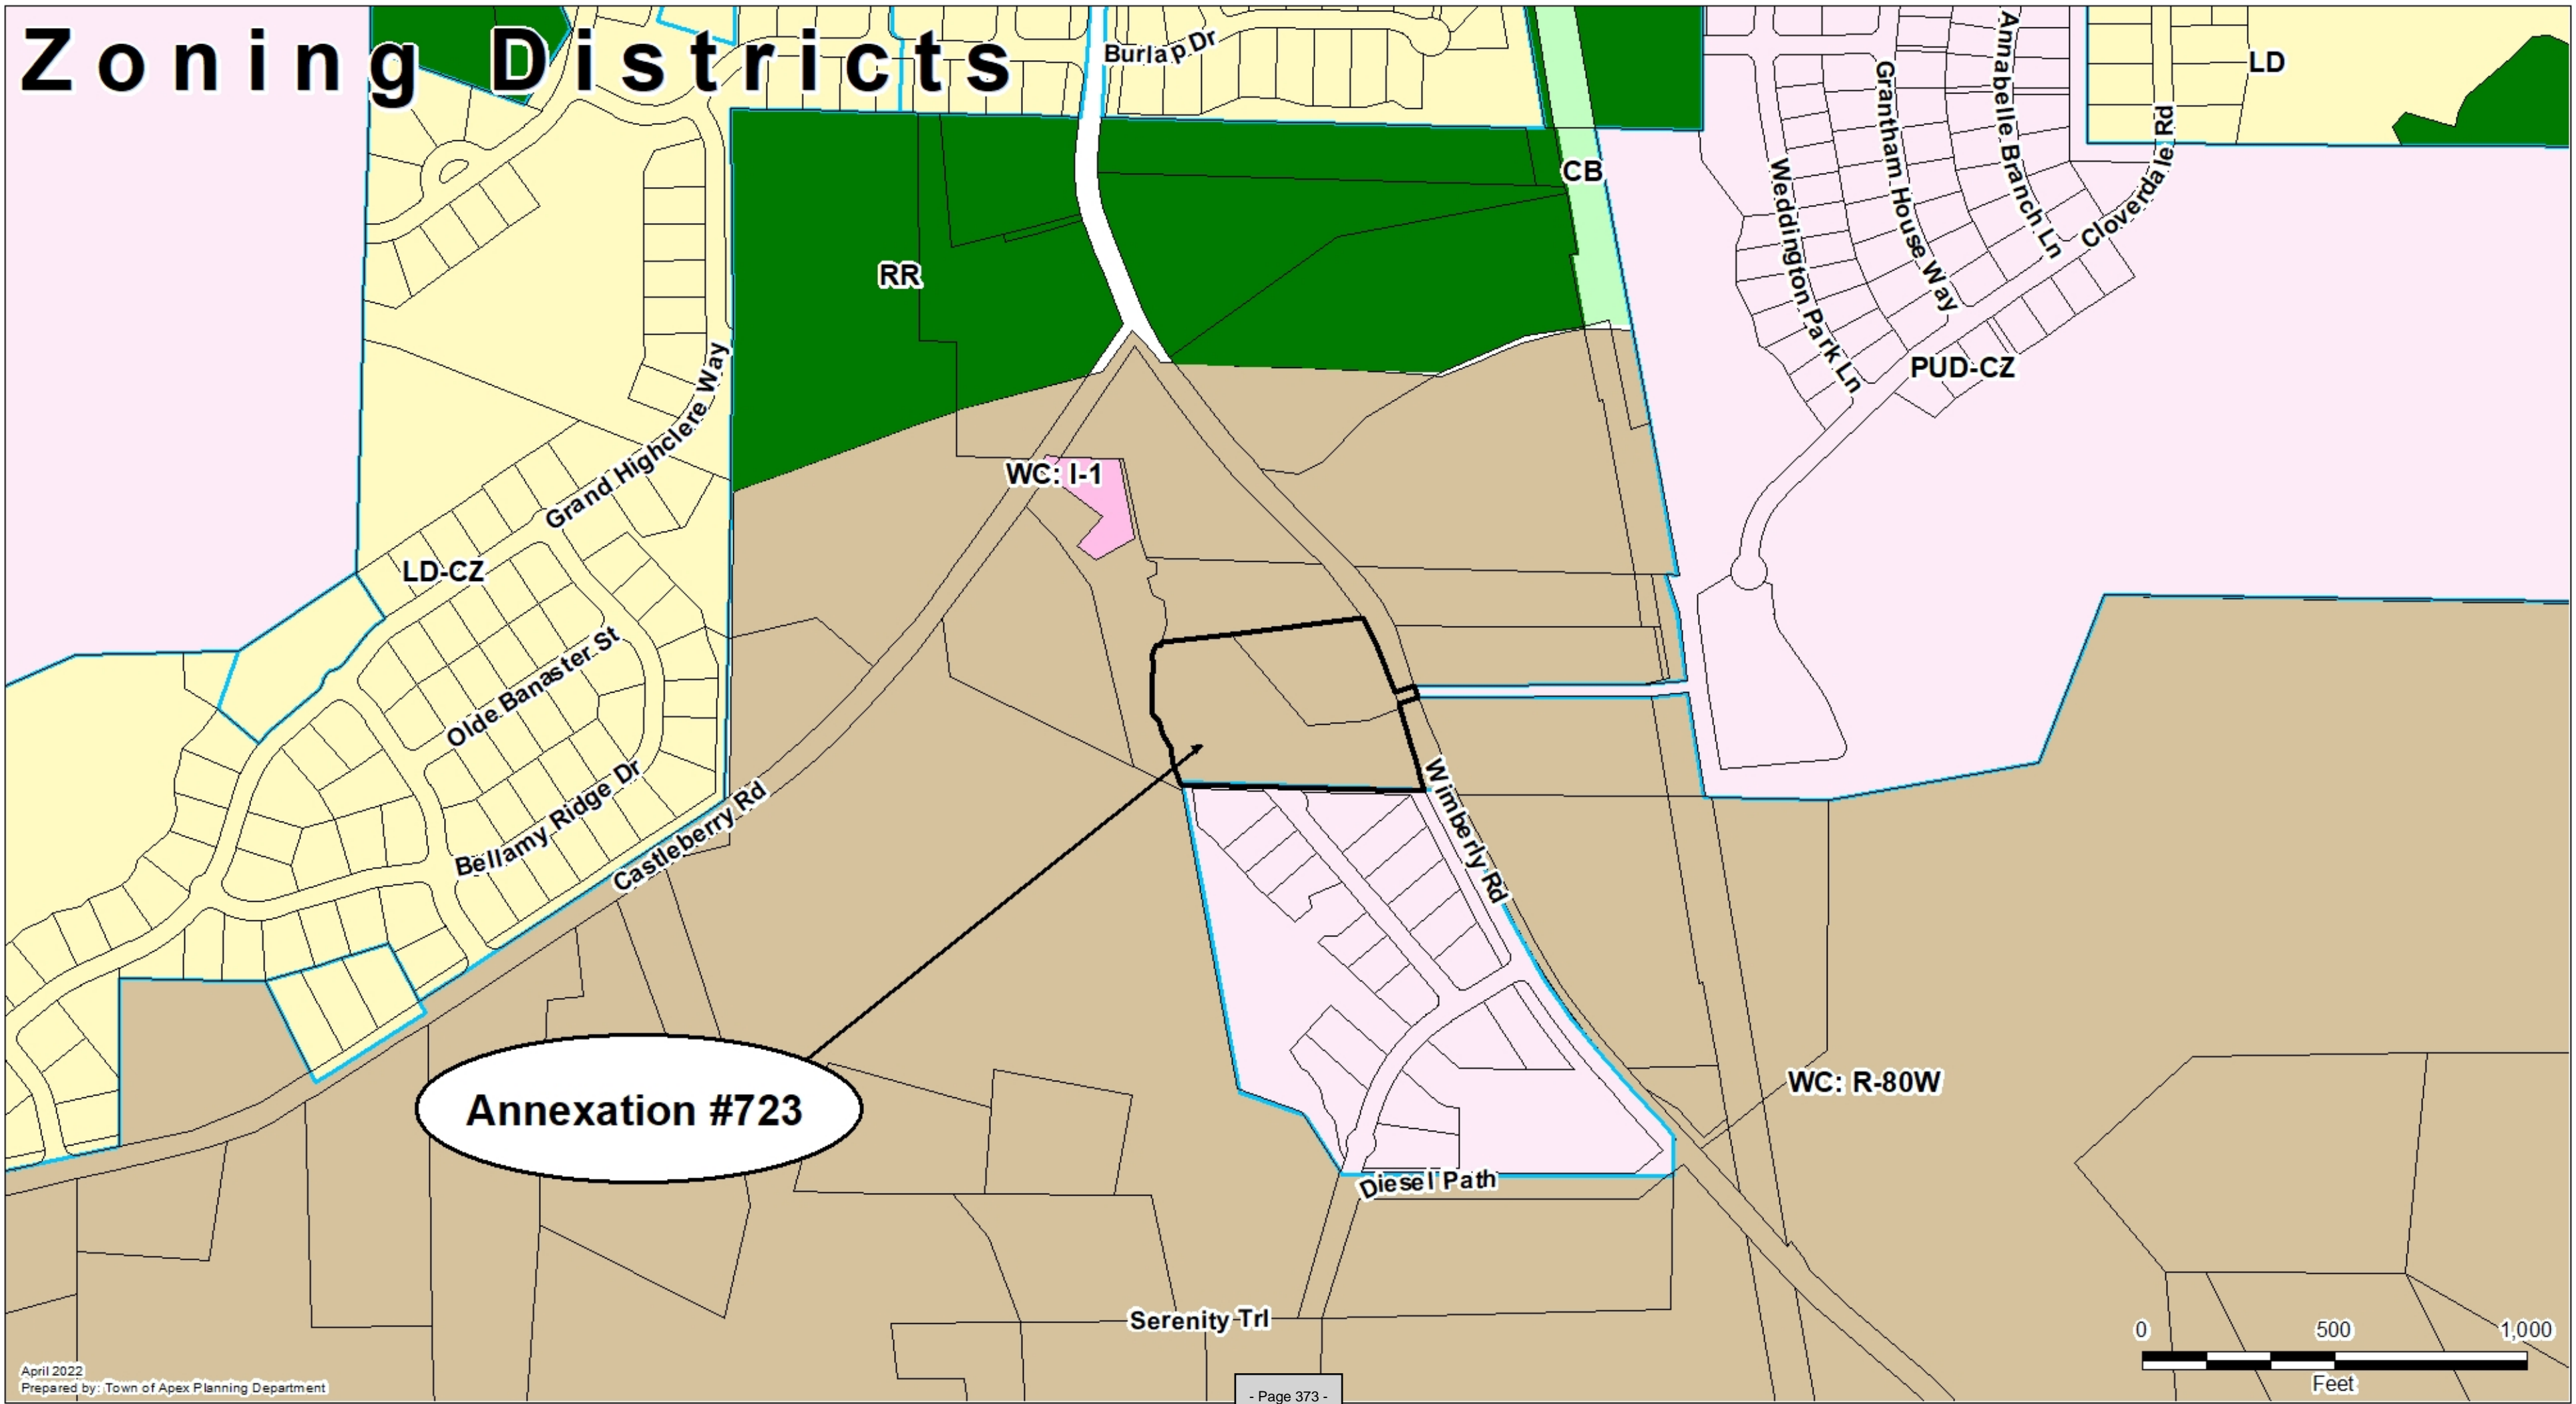 Zoning Districts
Burlap Dr
Annabelle Branch Ln
LD
Grantham House Way
Cloverdale Rd
CB
Weddington Park Ln
RR
PUD-CZ
Grand Highclere Way
WC: I-1
LD-CZ
Olde Banaster St
Bellamy Ridge Dr
Castleberry Rd
Wimberly Rd
Annexation #723
WC: R-80W
Diesel Path
Serenity Trl
0 500 1,000
Feet
April 2022
Prepared by: Town of Apex Planning Department
- Page 373 -